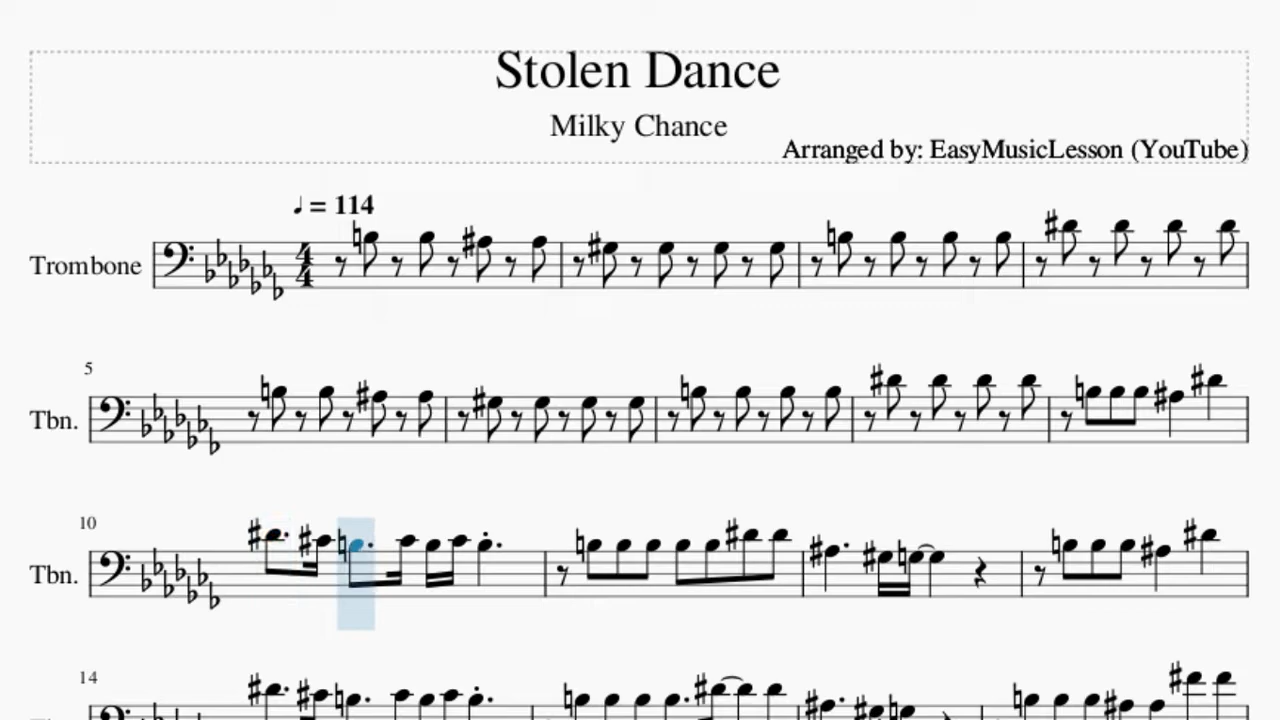 Stolen Dance
Milky Chance
Arranged by: EasyMusicLesson (YouTube)
♩ = 114
Trombone
4
4
5
Tbn.
10
Tbn.
14